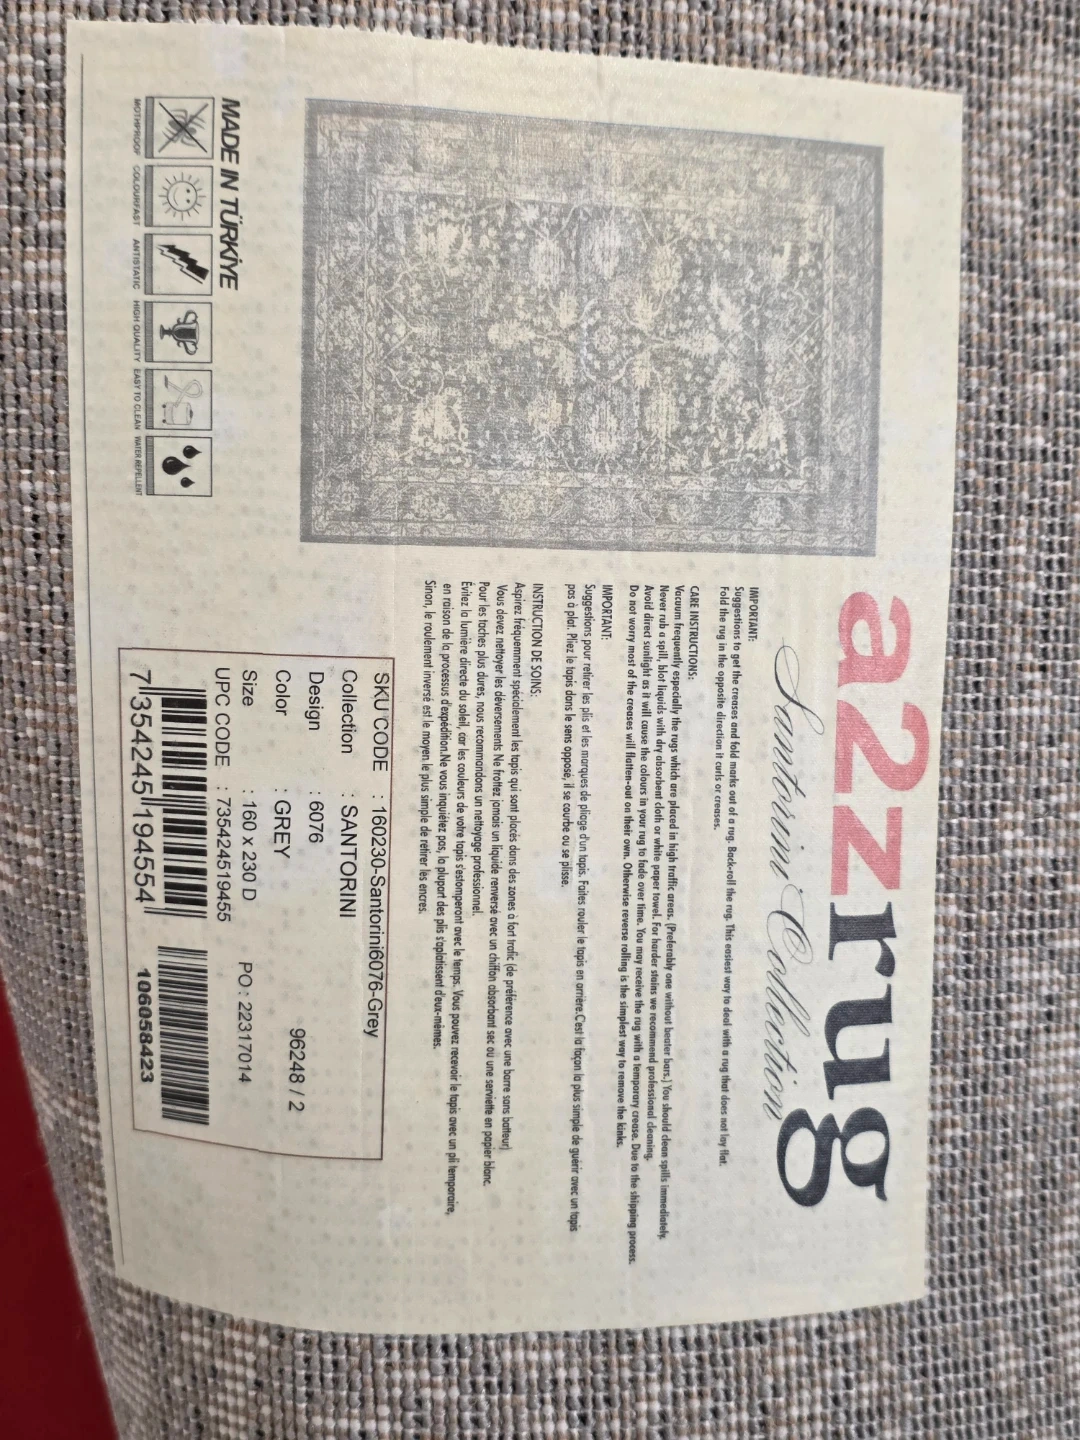 a2zrug
Santorini Collection
IMPORTANT:
Suggestions to get the creases and fold marks out of a rug. Back-roll the rug. This easiest way to deal with a rug that does not lay flat.
Fold the rug in the opposite direction it curls or creases.
CARE INSTRUCTIONS:
Vacuum frequently especially the rugs which are placed in high traffic areas. (Preferably one without beater bars.) You should clean spills immediately.
Never rub a spill, blot liquids with dry absorbent cloth or white paper towel. For harder stains we recommend professional cleaning.
Avoid direct sunlight as it will cause the colours in your rug to fade over time. You may receive the rug with a temporary crease. Due to the shipping process.
Do not worry most of the creases will flatten-out on their own. Otherwise reverse rolling is the simplest way to remove the kinks.
IMPORTANT:
Suggestions pour retirer les plis et les marques de pliage d'un tapis. Faites rouler le tapis en arrière.C'est la façon la plus simple de guérir avec un tapis
pas à plat. Pliez le tapis dans le sens opposé, il se courbe ou se plisse.
INSTRUCTION DE SOINS:
Aspirez fréquemment spécialement les tapis qui sont placés dans des zones à fort trafic (de préférence avec une barre sans batteur)
Vous devez nettoyer les déversements Ne frottez jamais un liquide renversé avec un chiffon absorbant sec ou une serviette en papier blanc.
Pour les taches plus dures, nous recommandons un nettoyage professionnel.
Évitez la lumière directe du soleil, car les couleurs de votre tapis s'estomperont avec le temps. Vous pouvez recevoir le tapis avec un pli temporaire,
en raison de la processus d'expédition.Ne vous inquiétez pas, la plupart des plis s'aplatissent d'eux-mêmes.
Sinon, le roulement inversé est le moyen le plus simple de retirer les encres.
MADE IN TÜRKİYE
MOTHPROOF COLOURFAST ANTISTATIC HIGH QUALITY EASY TO CLEAN WATER REPELLENT
SKU CODE 160230-Santorini6076-Grey
Collection : SANTORINI
Design : 6076
Color : GREY 96248 / 2
Size : 160 x 230 D PO : 22317014
UPC CODE : 735424519455
7 354245 194554 106058423